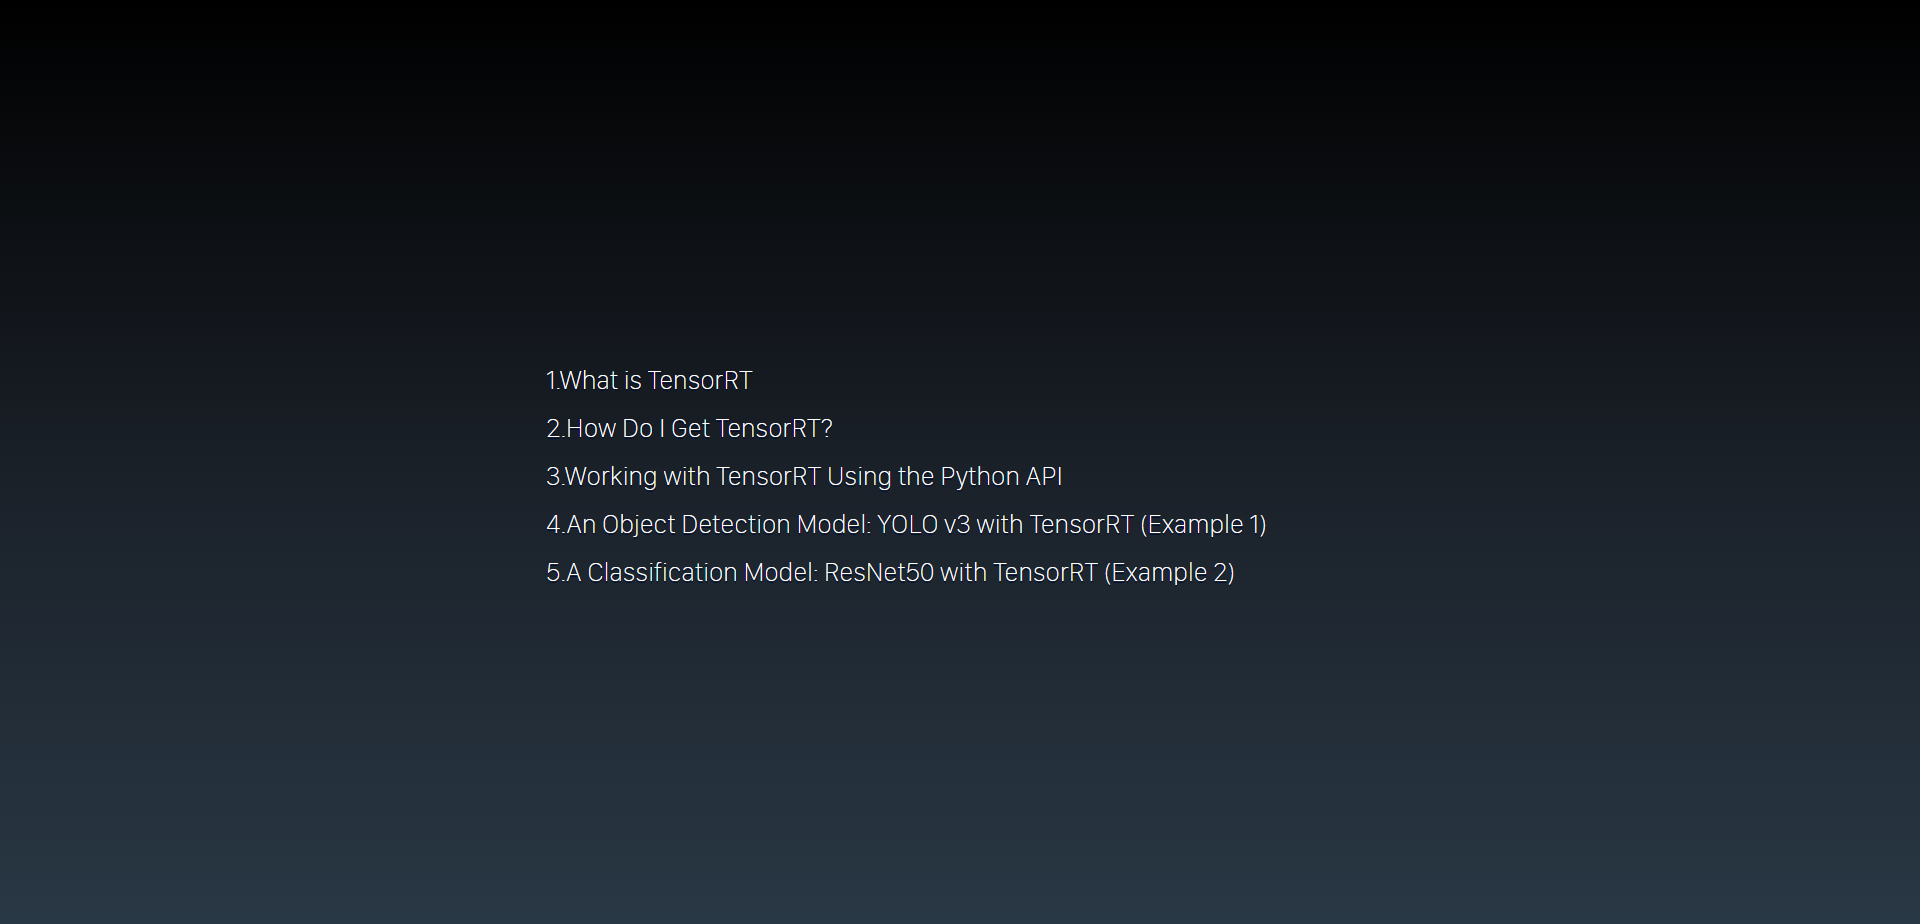 1.What is TensorRT
2.How Do I Get TensorRT?
3.Working with TensorRT Using the Python API
4.An Object Detection Model: YOLO v3 with TensorRT (Example 1)
5.A Classification Model: ResNet50 with TensorRT (Example 2)